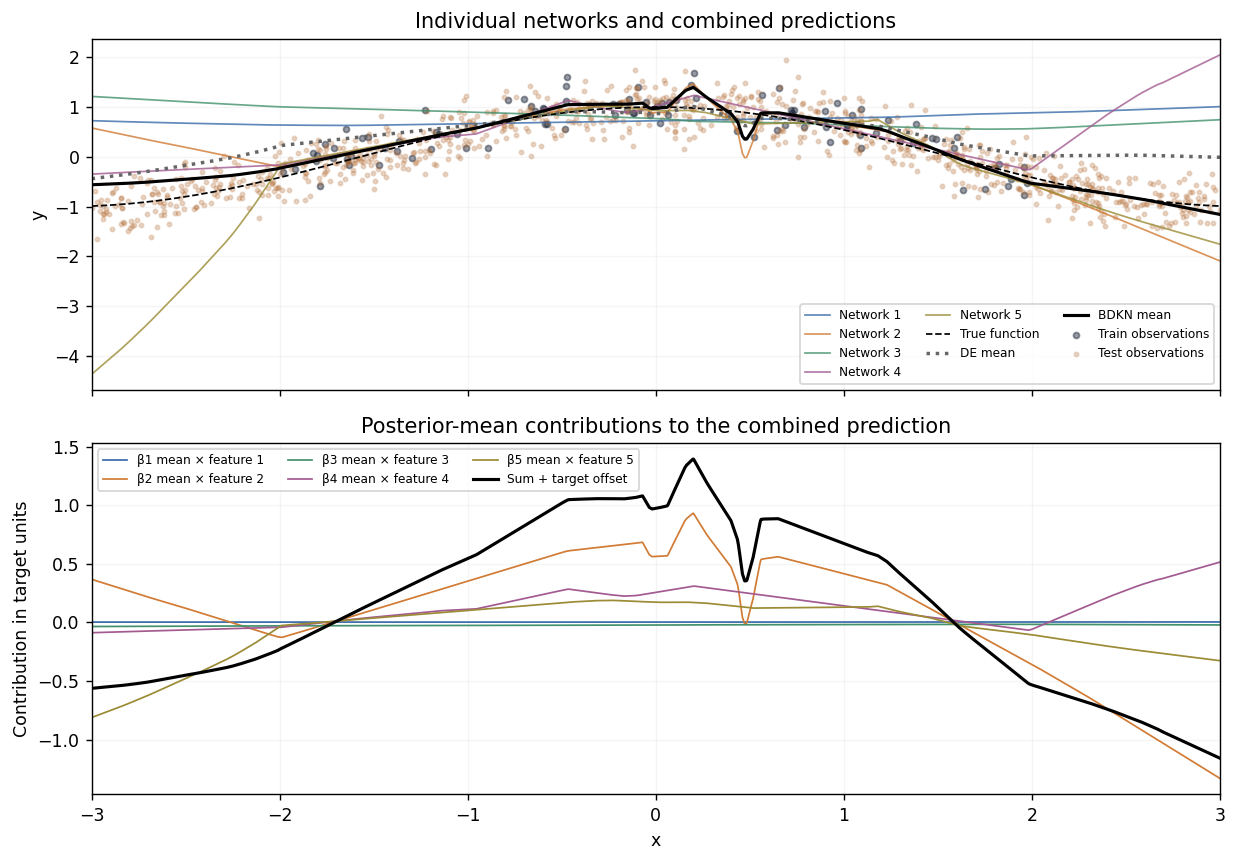 Individual networks and combined predictions
2
1
0
−1
−2
−3
−4
y
Network 1
Network 2
Network 3
Network 4
Network 5
True function
DE mean
BDKN mean
Train observations
Test observations
Posterior-mean contributions to the combined prediction
1.5
1.0
0.5
0.0
−0.5
−1.0
Contribution in target units
β1 mean × feature 1
β2 mean × feature 2
β3 mean × feature 3
β4 mean × feature 4
β5 mean × feature 5
Sum + target offset
−3
−2
−1
0
1
2
3
x